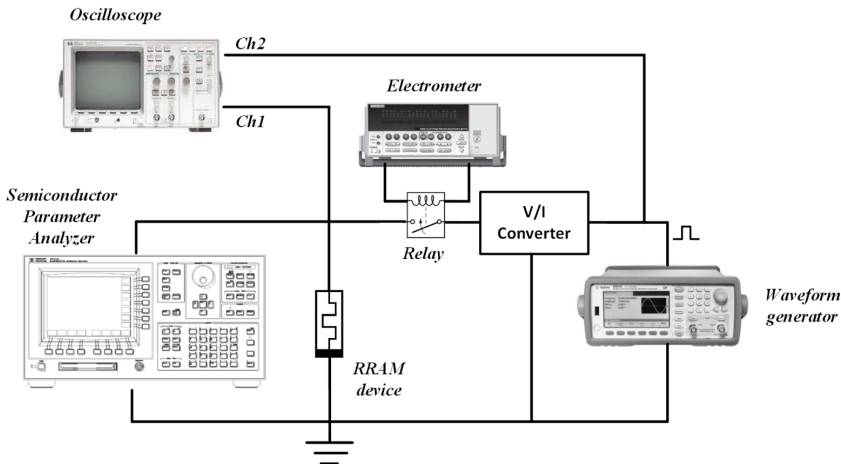 Oscilloscope
Ch2
Electrometer
Ch1
Semiconductor
Parameter
Analyzer
V/I
Converter
Relay
Waveform
generator
RRAM
device